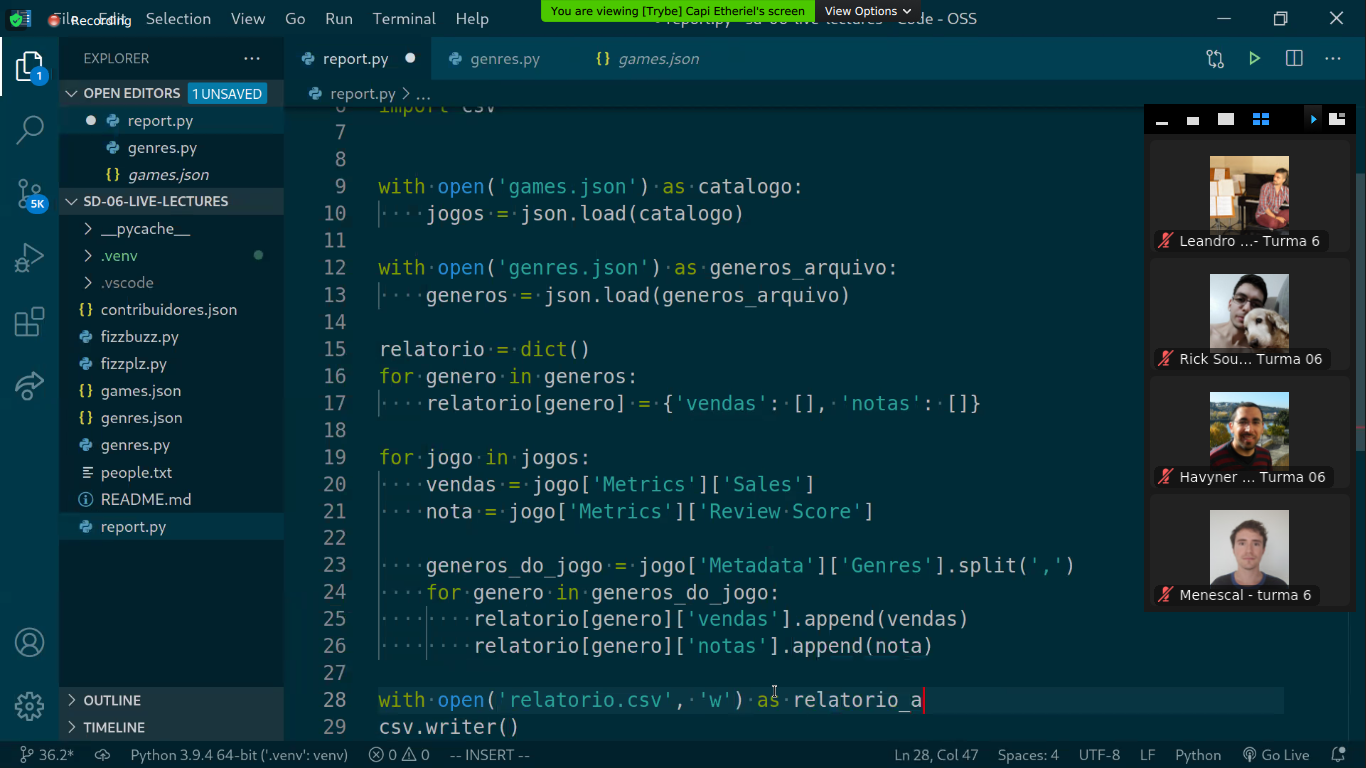 File Edit Selection View Go Run Terminal Help
Recording
You are viewing [Trybe] Capi Etheriel's screen
View Options
Code - OSS
EXPLORER
report.py
genres.py
games.json
OPEN EDITORS 1 UNSAVED
report.py
genres.py
games.json
SD-06-LIVE-LECTURES
__pycache__
.venv
.vscode
contribuidores.json
fizzbuzz.py
fizzplz.py
games.json
genres.json
genres.py
people.txt
README.md
report.py
OUTLINE
TIMELINE
1
5K
report.py > ...
6 import csv
7
8
9 with open('games.json') as catalogo:
10 jogos = json.load(catalogo)
11
12 with open('genres.json') as generos_arquivo:
13 generos = json.load(generos_arquivo)
14
15 relatorio = dict()
16 for genero in generos:
17 relatorio[genero] = {'vendas': [], 'notas': []}
18
19 for jogo in jogos:
20 vendas = jogo['Metrics']['Sales']
21 nota = jogo['Metrics']['Review Score']
22
23 generos_do_jogo = jogo['Metadata']['Genres'].split(',')
24 for genero in generos_do_jogo:
25 relatorio[genero]['vendas'].append(vendas)
26 relatorio[genero]['notas'].append(nota)
27
28 with open('relatorio.csv', 'w') as relatorio_a
29 csv.writer()
Leandro ...- Turma 6
Rick Sou... Turma 06
Havyner ... Turma 06
Menescal - turma 6
36.2* Python 3.9.4 64-bit ('.venv': venv) 0 0 -- INSERT -- Ln 28, Col 47 Spaces: 4 UTF-8 LF Python Go Live